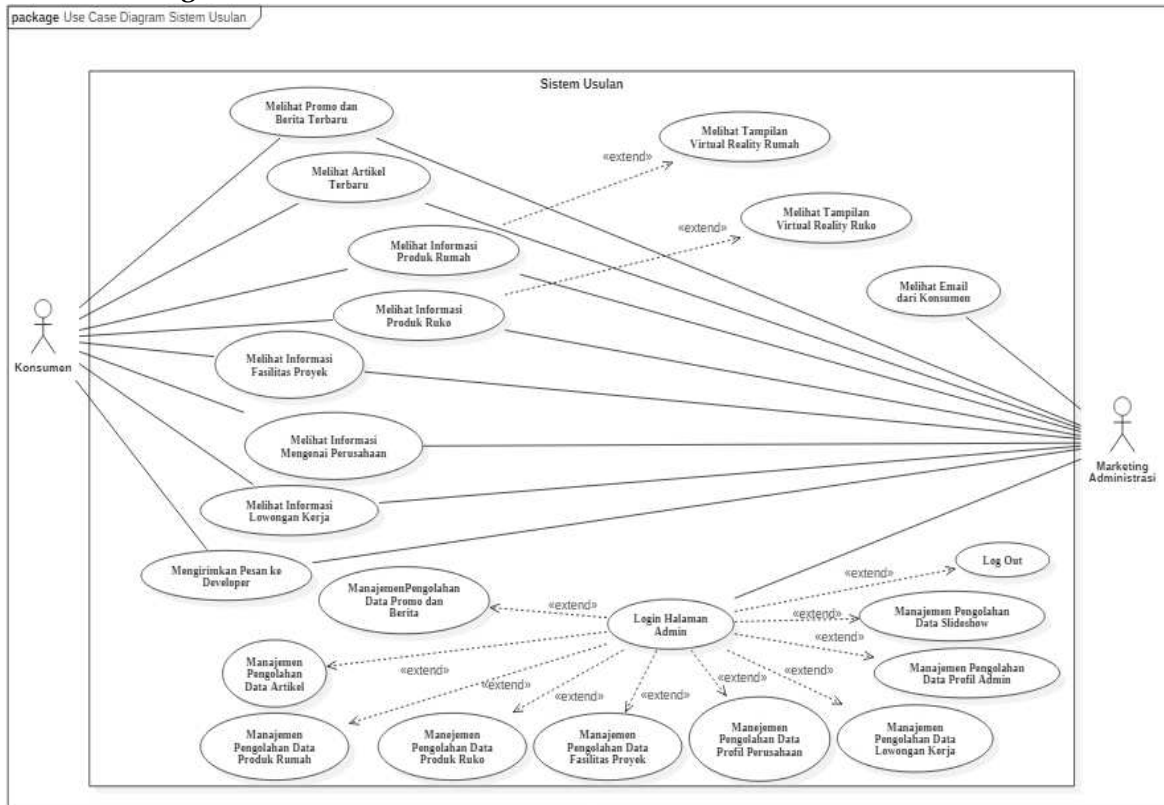 package Use Case Diagram Sistem Usulan
Sistem Usulan
Melihat Promo dan
Berita Terbaru
Melihat Tampilan
Virtual Reality Rumah
«extend»
Melihat Artikel
Terbaru
Melihat Tampilan
Virtual Reality Ruko
«extend»
Melihat Informasi
Produk Rumah
Melihat Email
dari Konsumen
Melihat Informasi
Produk Ruko
Konsumen
Melihat Informasi
Fasilitas Proyek
Melihat Informasi
Mengenai Perusahaan
Marketing
Administrasi
Melihat Informasi
Lowongan Kerja
Mengirimkan Pesan ke
Developer
Log Out
«extend»
ManajemenPengolahan
Data Promo dan
Berita
«extend»
Login Halaman
Admin
«extend»
Manajemen Pengolahan
Data Slideshow
«extend»
Manajemen Pengolahan
Data Profil Admin
Manajemen
Pengolahan
Data Artikel
«extend»
«extend»
«extend»
«extend»
«extend»
«extend»
Manajemen
Pengolahan Data
Produk Rumah
Manejemen
Pengolahan Data
Produk Ruko
Manajemen
Pengolahan Data
Fasilitas Proyek
Manejemen
Pengolahan Data
Profil Perusahaan
Manajemen
Pengolahan Data
Lowongan Kerja